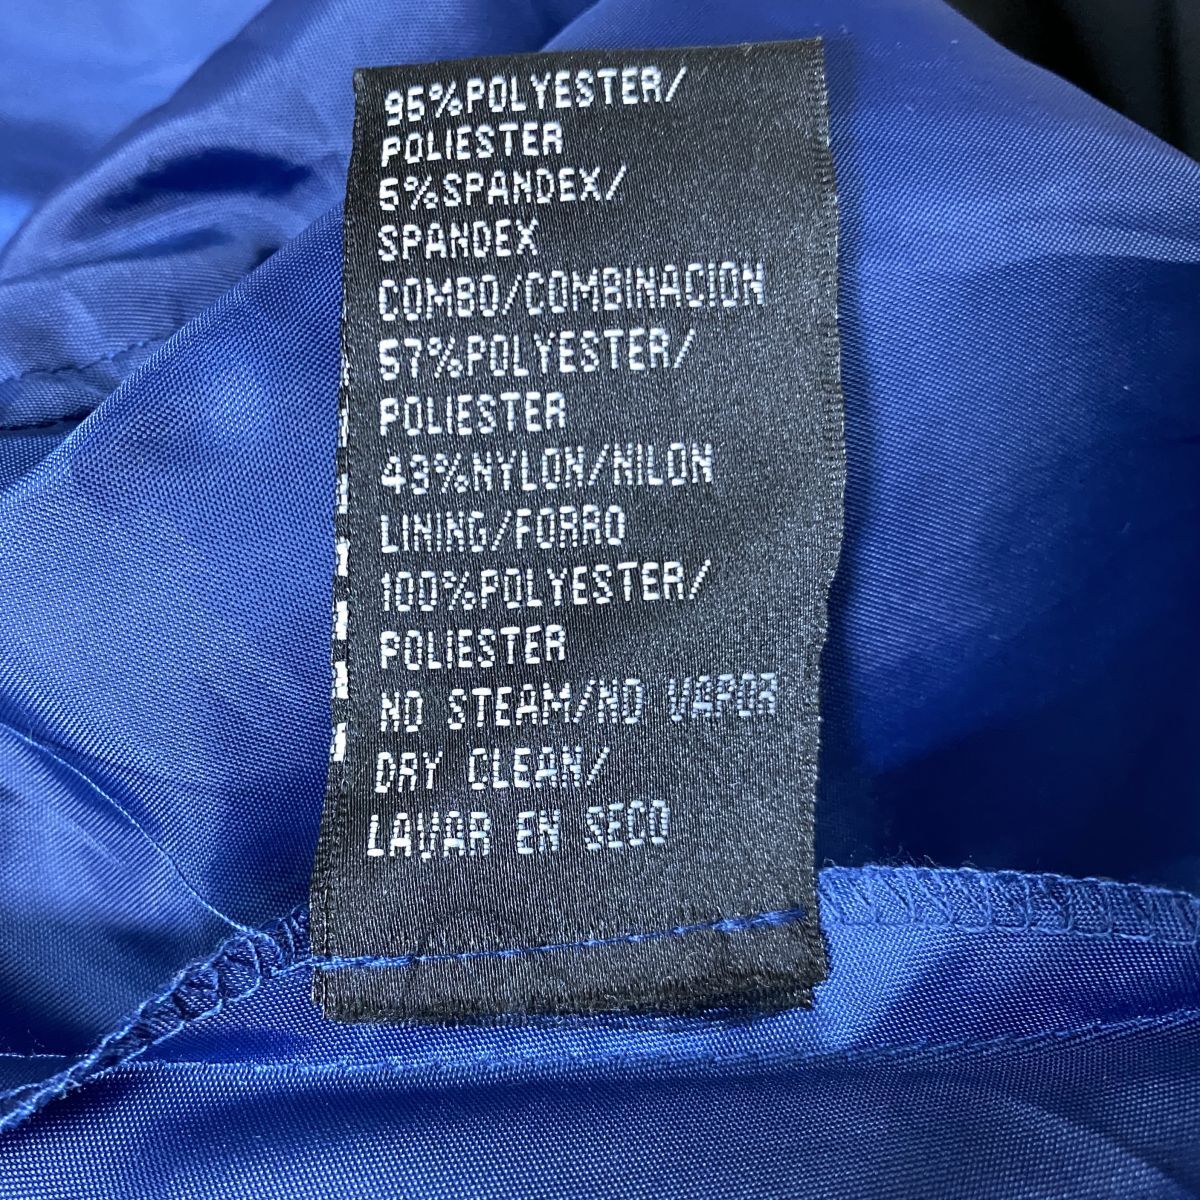 95%POLYESTER/
POLIESTER
5%SPANDEX/
SPANDEX
COMBO/COMBINACION
57%POLYESTER/
POLIESTER
43%NYLON/NILON
LINING/FORRO
100%POLYESTER/
POLIESTER
NO STEAM/NO VAPOR
DRY CLEAN/
LAVAR EN SECO